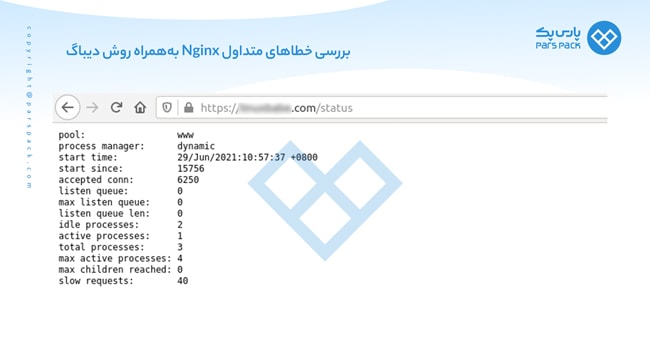 پارس پک
PARS PACK
بررسی خطاهای متداول Nginx به‌همراه روش دیباگ
copyright@parspack.com
https:// .com/status
pool: www
process manager: dynamic
start time: 29/Jun/2021:10:57:37 +0800
start since: 15756
accepted conn: 6250
listen queue: 0
max listen queue: 0
listen queue len: 0
idle processes: 2
active processes: 1
total processes: 3
max active processes: 4
max children reached: 0
slow requests: 40